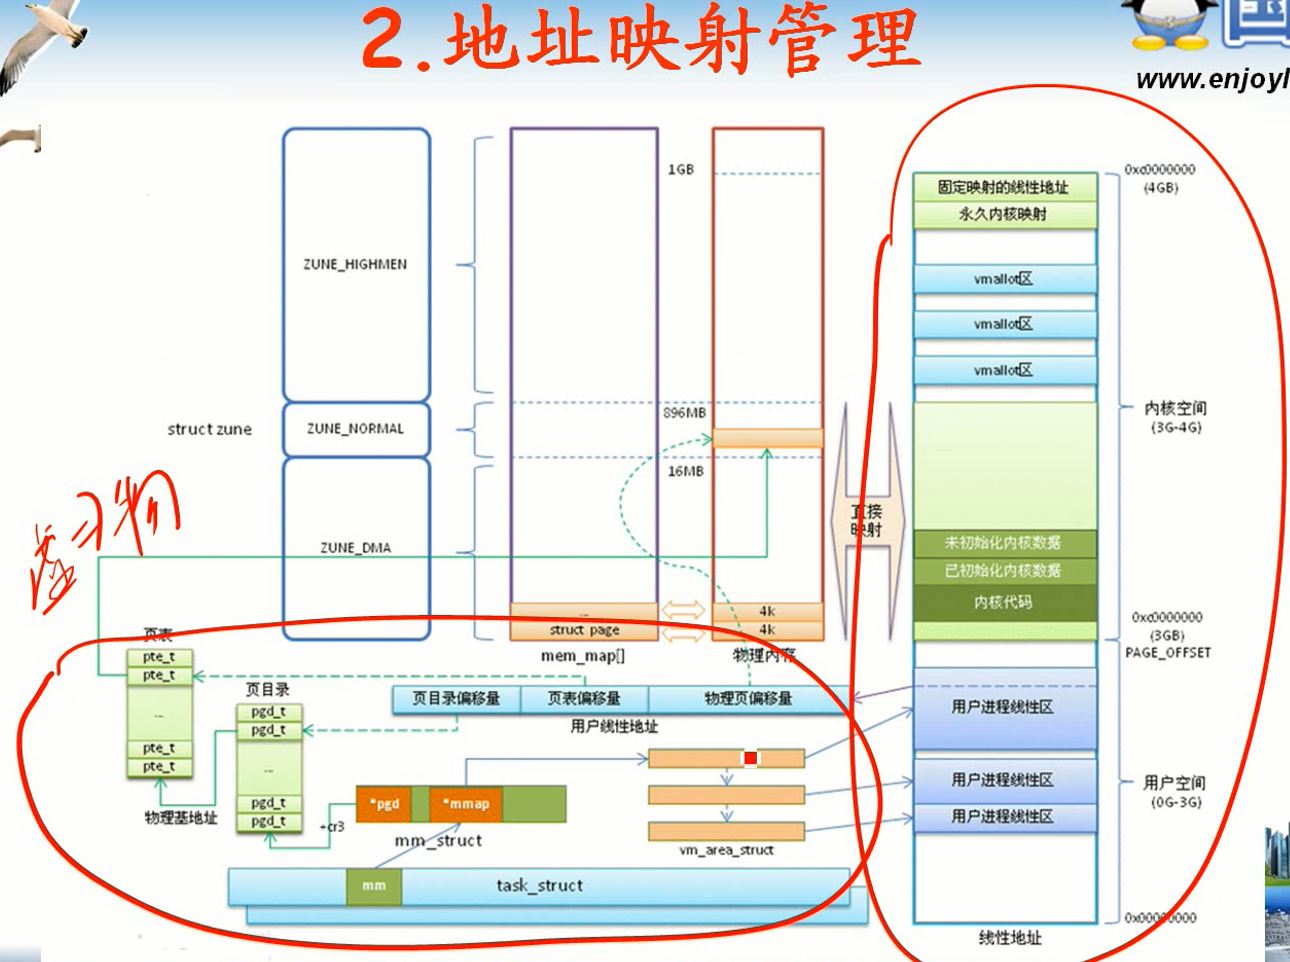 2.地址映射管理
国
www.enjoyl
1GB
0xc0000000
(4GB)
固定映射的线性地址
永久内核映射
ZUNE_HIGHMEN
vmallot区
vmallot区
vmallot区
896MB
内核空间
(3G-4G)
struct zune
ZUNE_NORMAL
16MB
直接
映射
ZUNE_DMA
未初始化内核数据
已初始化内核数据
内核代码
...
4k
struct page
4k
0xc0000000
(3GB)
PAGE_OFFSET
mem_map[]
物理内存
页表
pte_t
pte_t
...
pte_t
pte_t
物理基地址
页目录
pgd_t
pgd_t
...
pgd_t
pgd_t
页目录偏移量
页表偏移量
物理页偏移量
用户线性地址
用户进程线性区
用户进程线性区
用户进程线性区
用户空间
(0G-3G)
*pgd
*mmap
+cr3
mm_struct
vm_area_struct
mm
task_struct
0x00000000
线性地址